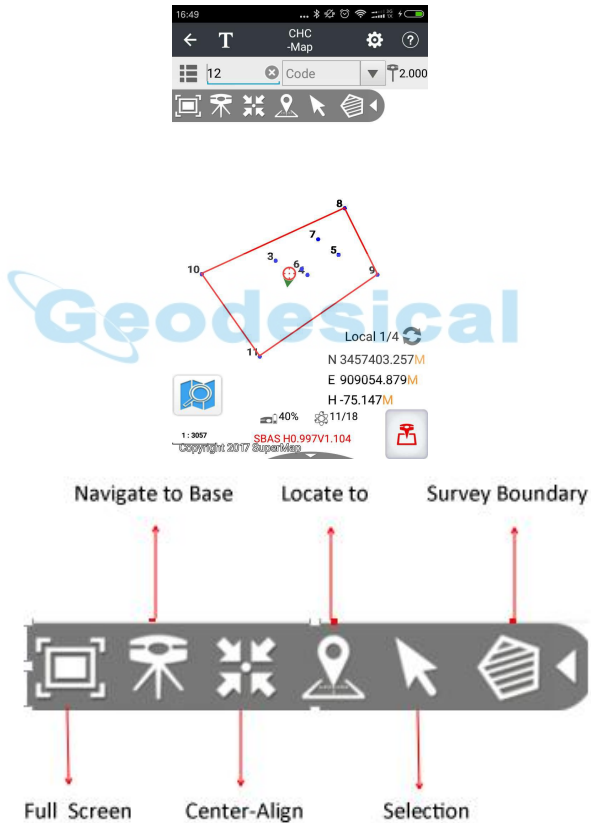 16:49
... 3G 1X
T
CHC
-Map
?
12
Code
2.000
8
7
5
3
6
4
10
9
11
Geodesical
Local 1/4
N 3457403.257M
E 909054.879M
H -75.147M
40%
11/18
1 : 3057
SBAS H0.997V1.104
Copyright 2017 SuperMap
Navigate to Base
Locate to
Survey Boundary
Full Screen
Center-Align
Selection